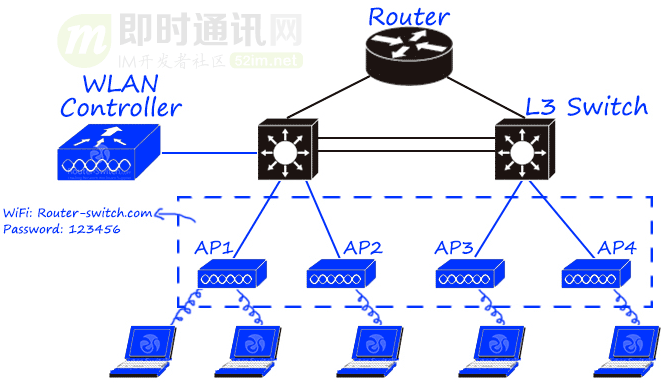 即时通讯网
IM开发者社区 52im.net
Router
WLAN
Controller
L3 Switch
WiFi: Router-switch.com
Password: 123456
AP1
AP2
AP3
AP4